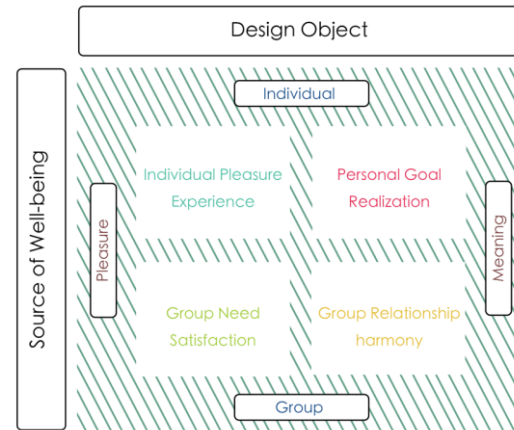 Design Object
Source of Well-being
Individual
Individual Pleasure
Experience
Personal Goal
Realization
Pleasure
Meaning
Group Need
Satisfaction
Group Relationship
harmony
Group